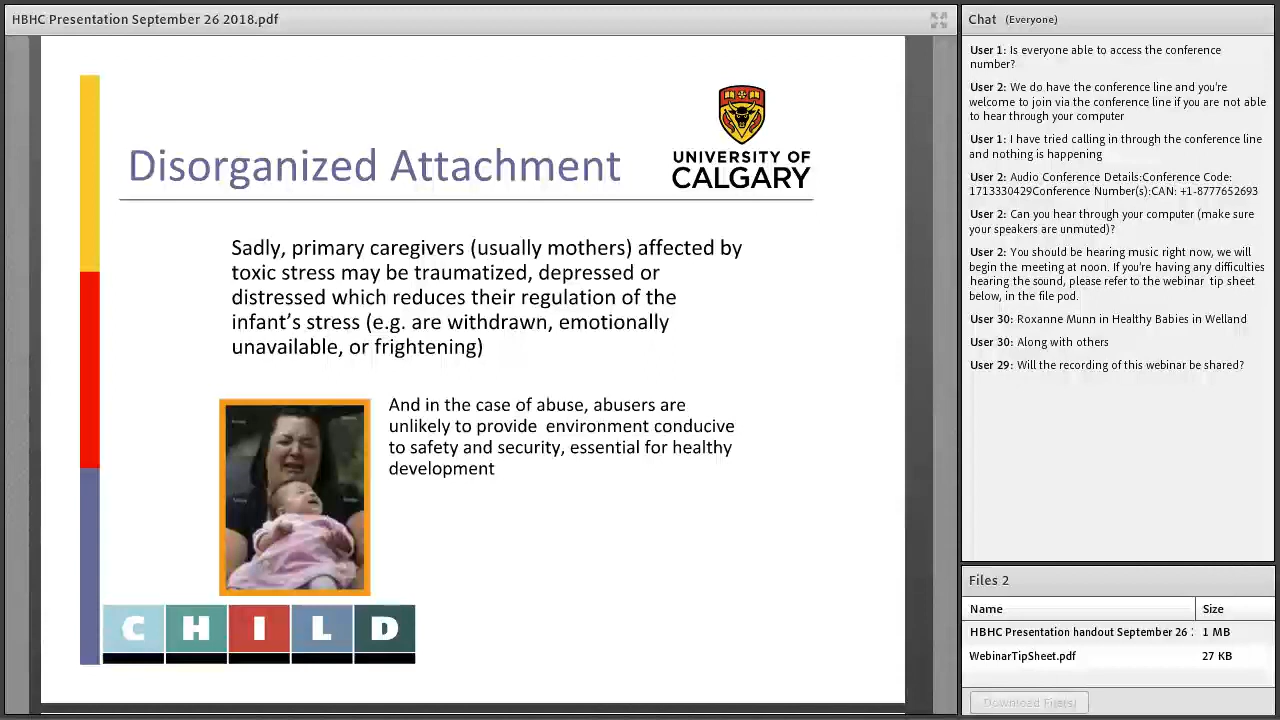 HBHC Presentation September 26 2018.pdf
Disorganized Attachment
UNIVERSITY OF
CALGARY
Sadly, primary caregivers (usually mothers) affected by
toxic stress may be traumatized, depressed or
distressed which reduces their regulation of the
infant's stress (e.g. are withdrawn, emotionally
unavailable, or frightening)
And in the case of abuse, abusers are
unlikely to provide environment conducive
to safety and security, essential for healthy
development
CHILD
Chat (Everyone)
User 1: Is everyone able to access the conference
number?
User 2: We do have the conference line and you're
welcome to join via the conference line if you are not able
to hear through your computer
User 1: I have tried calling in through the conference line
and nothing is happening
User 2: Audio Conference Details:Conference Code:
1713330429Conference Number(s):CAN: +1-8777652693
User 2: Can you hear through your computer (make sure
your speakers are unmuted)?
User 2: You should be hearing music right now, we will
begin the meeting at noon. If you're having any difficulties
hearing the sound, please refer to the webinar tip sheet
below, in the file pod.
User 30: Roxanne Munn in Healthy Babies in Welland
User 30: Along with others
User 29: Will the recording of this webinar be shared?
Files 2
Name Size
HBHC Presentation handout September 26 1 MB
WebinarTipSheet.pdf 27 KB
Download File(s)